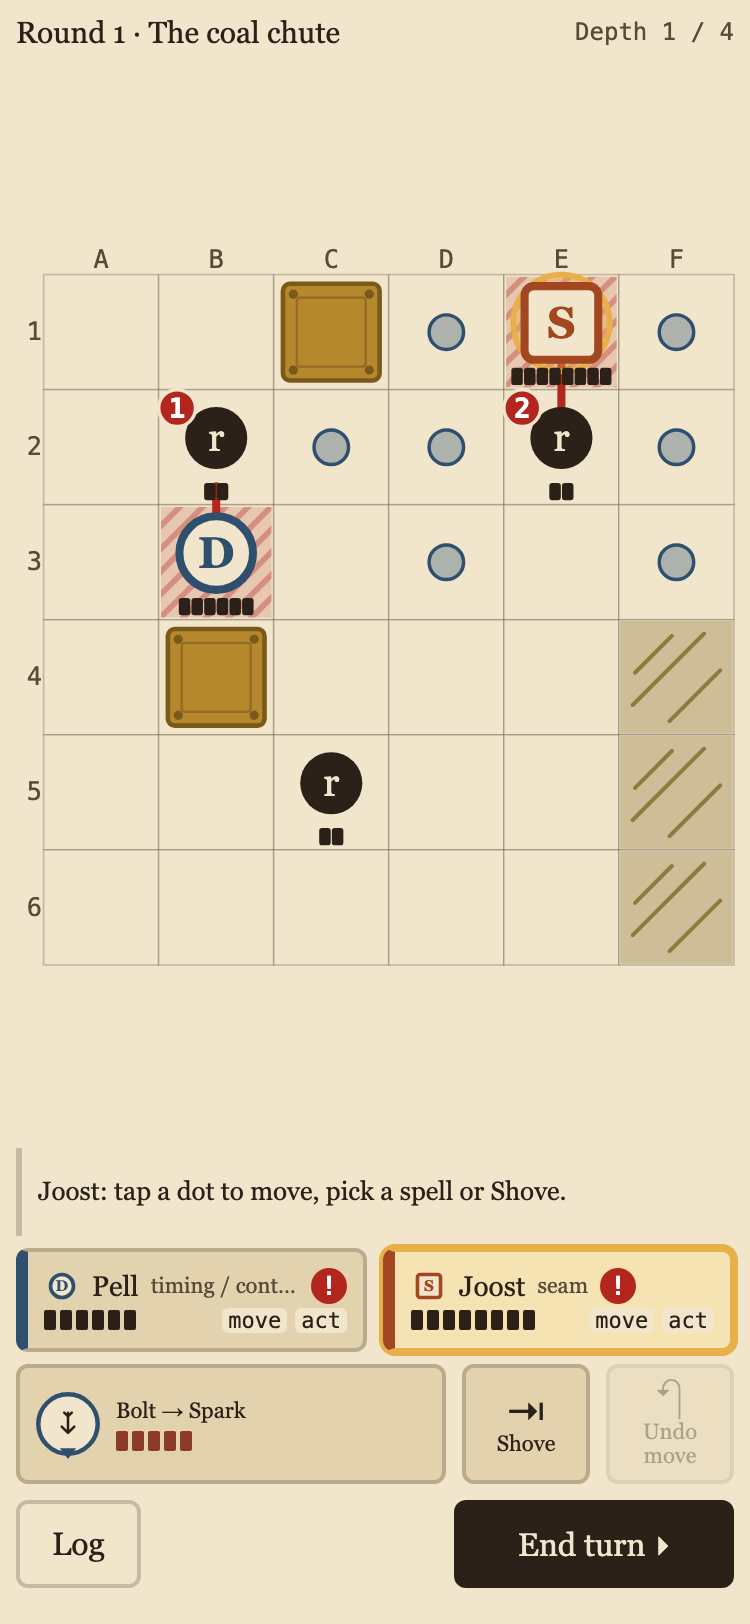 Round 1 · The coal chute
Depth 1 / 4
A B C D E F
1 S
2 1 r 2 r
3 D
4
5 r
6
Joost: tap a dot to move, pick a spell or Shove.
D Pell timing / cont... !
move act
S Joost seam !
move act
Bolt → Spark
Shove
Undo
move
Log
End turn